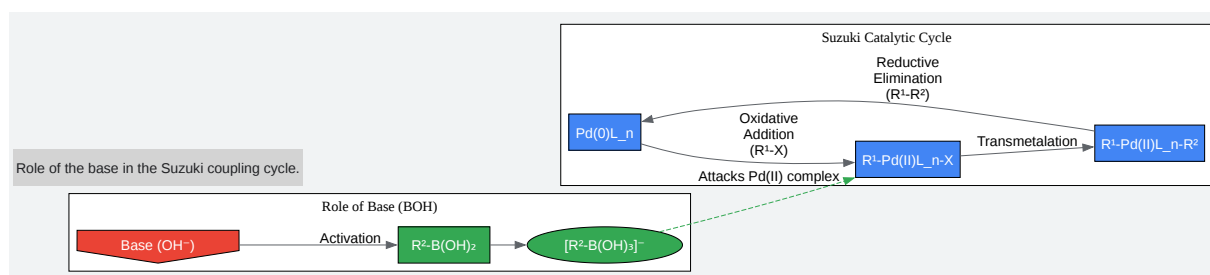 Suzuki Catalytic Cycle
Reductive
Elimination
(R¹-R²)
Pd(0)L_n
Oxidative
Addition
(R¹-X)
R¹-Pd(II)L_n-X
Transmetalation
R¹-Pd(II)L_n-R²
Attacks Pd(II) complex
Role of the base in the Suzuki coupling cycle.
Role of Base (BOH)
Base (OH⁻)
Activation
R²-B(OH)₂
[R²-B(OH)₃]⁻